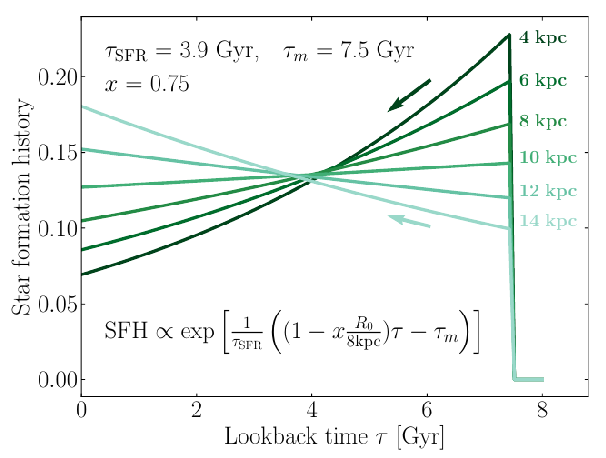 τ_SFR = 3.9 Gyr, τ_m = 7.5 Gyr
x = 0.75
4 kpc
6 kpc
8 kpc
10 kpc
12 kpc
14 kpc
SFH ∝ exp [ 1/τ_SFR ( (1 − x R_0/8kpc)τ − τ_m ) ]
Star formation history
0.20
0.15
0.10
0.05
0.00
0 2 4 6 8
Lookback time τ [Gyr]